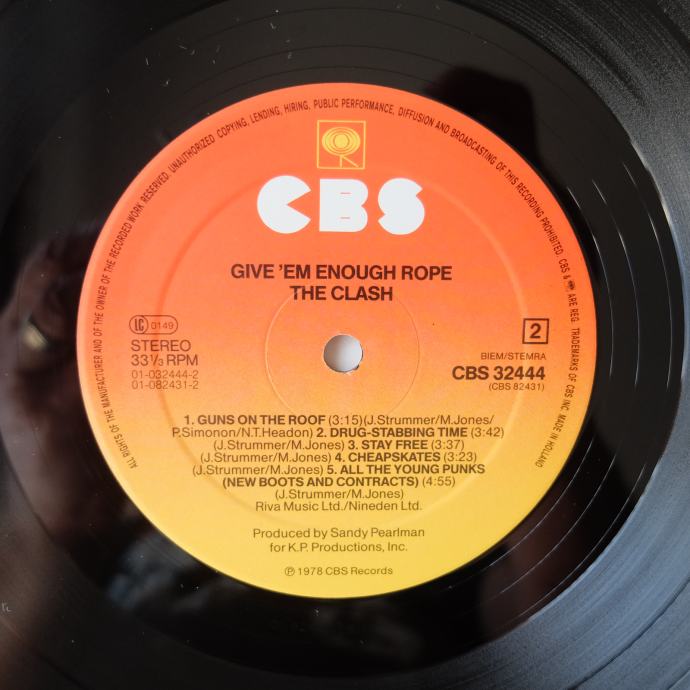 ALL RIGHTS OF THE MANUFACTURER AND OF THE OWNER OF THE RECORDED WORK RESERVED. UNAUTHORIZED COPYING, LENDING, HIRING, PUBLIC PERFORMANCE, DIFFUSION AND BROADCASTING OF THIS RECORDING PROHIBITED. CBS & ARE REG. TRADEMARKS OF CBS INC. MADE IN HOLLAND
CBS
GIVE 'EM ENOUGH ROPE
THE CLASH
LC 0149
STEREO
33⅓ RPM
01-032444-2
01-082431-2
2
BIEM/STEMRA
CBS 32444
(CBS 82431)
1. GUNS ON THE ROOF (3:15)(J.Strummer/M.Jones/
P.Simonon/N.T.Headon) 2. DRUG-STABBING TIME (3:42)
(J.Strummer/M.Jones) 3. STAY FREE (3:37)
(J.Strummer/M.Jones) 4. CHEAPSKATES (3:23)
(J.Strummer/M.Jones) 5. ALL THE YOUNG PUNKS
(NEW BOOTS AND CONTRACTS) (4:55)
(J.Strummer/M.Jones)
Riva Music Ltd./Nineden Ltd.
Produced by Sandy Pearlman
for K.P. Productions, Inc.
℗ 1978 CBS Records